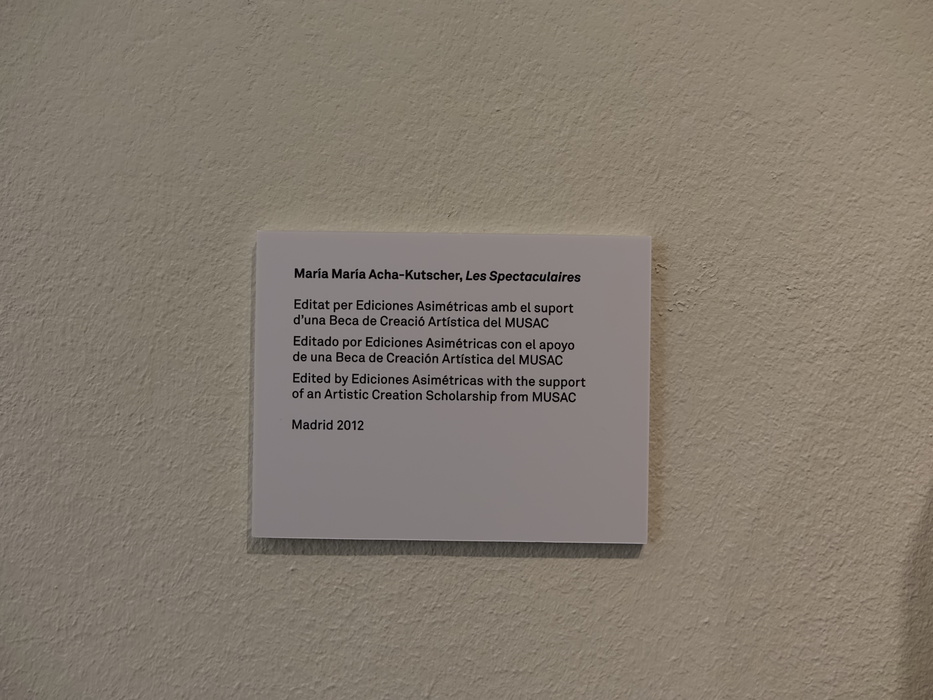 María María Acha-Kutscher, Les Spectaculaires
Editat per Ediciones Asimétricas amb el suport
d'una Beca de Creació Artística del MUSAC
Editado por Ediciones Asimétricas con el apoyo
de una Beca de Creación Artística del MUSAC
Edited by Ediciones Asimétricas with the support
of an Artistic Creation Scholarship from MUSAC
Madrid 2012